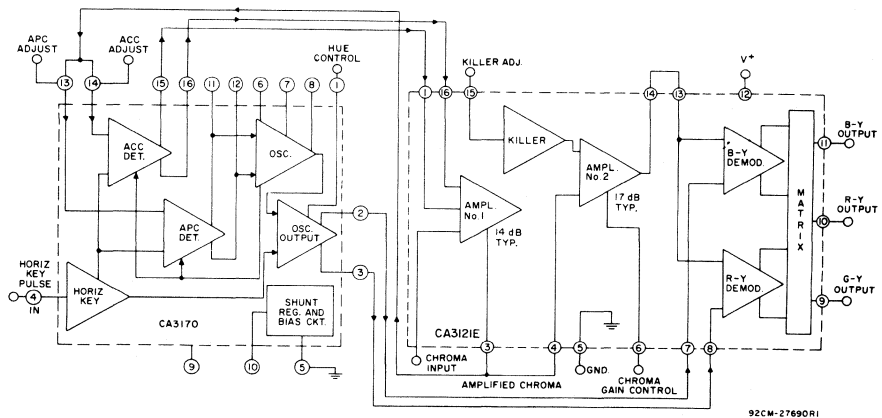 APC
ADJUST
ACC
ADJUST
HUE
CONTROL
KILLER ADJ.
V+
13
14
15
16
11
12
6
7
8
1
1
16
15
14
13
12
ACC
DET.
OSC.
KILLER
B-Y
DEMOD.
B-Y
OUTPUT
11
AMPL.
No.2
17 dB
TYP.
AMPL.
No.1
14 dB
TYP.
MATRIX
APC
DET.
OSC.
OUTPUT
2
3
R-Y
OUTPUT
10
R-Y
DEMOD.
G-Y
OUTPUT
9
HORIZ
KEY
PULSE
4
IN
HORIZ
KEY
SHUNT
REG. AND
BIAS CKT.
CA3170
CA3121E
9
10
5
CHROMA
INPUT
3
4
5
GND.
6
7
8
AMPLIFIED CHROMA
CHROMA
GAIN CONTROL
92CM-27690R1